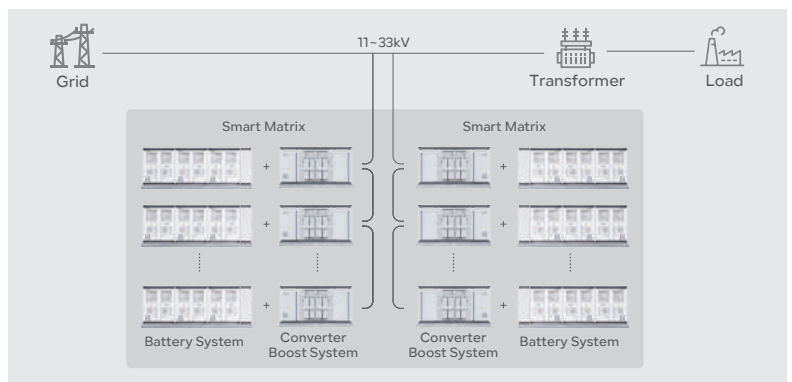 11~33kV
Grid
Transformer
Load
Smart Matrix
Smart Matrix
+
+
+
+
+
+
Battery System
Converter
Boost System
Converter
Boost System
Battery System